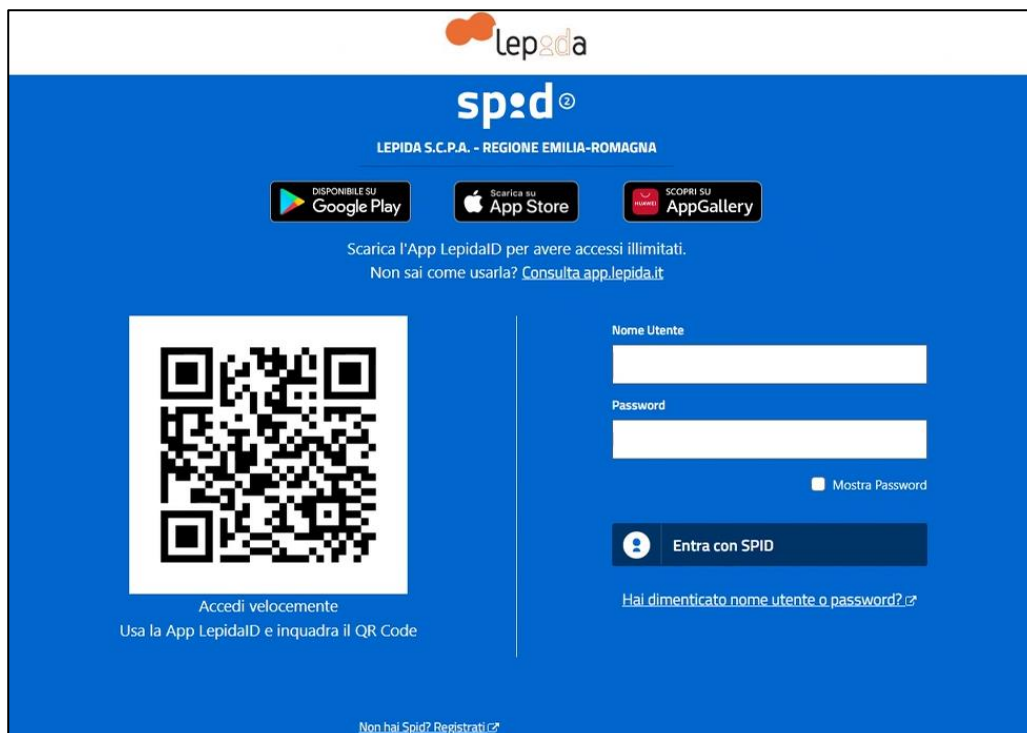 lepida
spid 2
LEPIDA S.C.P.A. - REGIONE EMILIA-ROMAGNA
DISPONIBILE SU
Google Play
Scarica su
App Store
HUAWEI
SCOPRI SU
AppGallery
Scarica l'App LepidaID per avere accessi illimitati.
Non sai come usarla? Consulta app.lepida.it
Accedi velocemente
Usa la App LepidaID e inquadra il QR Code
Nome Utente
Password
Mostra Password
Entra con SPID
Hai dimenticato nome utente o password?
Non hai Spid? Registrati